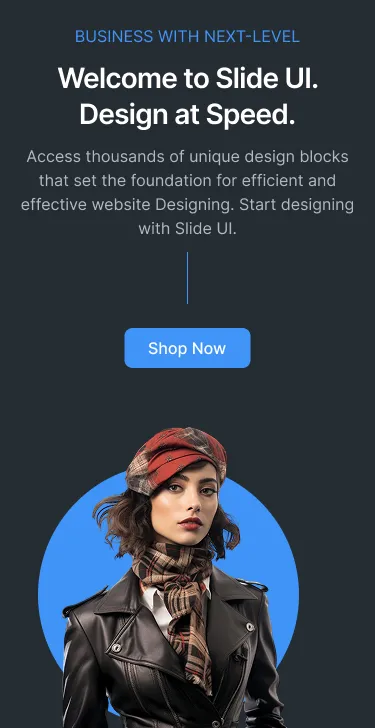 BUSINESS WITH NEXT-LEVEL
Welcome to Slide UI.
Design at Speed.
Access thousands of unique design blocks
that set the foundation for efficient and
effective website Designing. Start designing
with Slide UI.
Shop Now